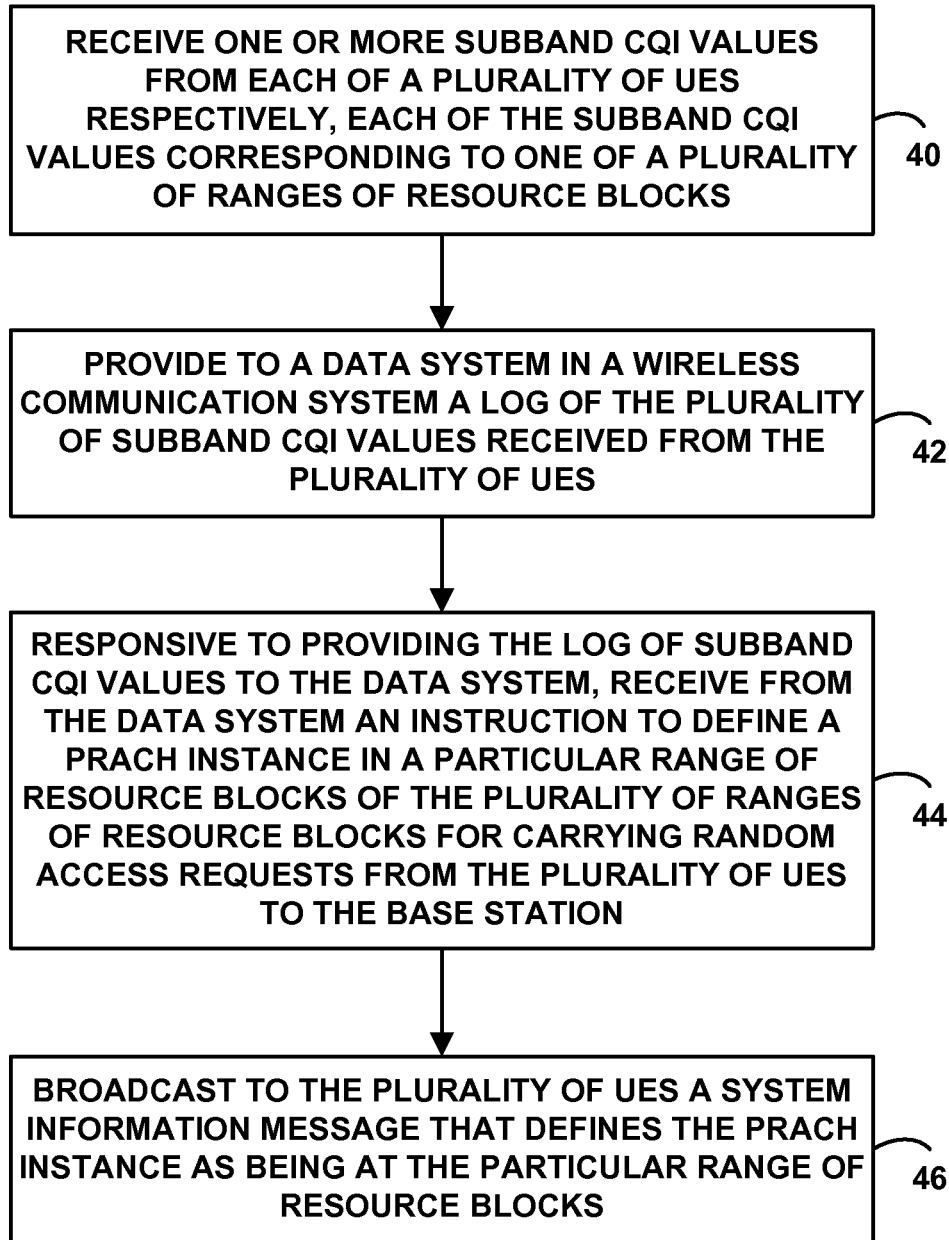 RECEIVE ONE OR MORE SUBBAND CQI VALUES
FROM EACH OF A PLURALITY OF UES
RESPECTIVELY, EACH OF THE SUBBAND CQI
VALUES CORRESPONDING TO ONE OF A PLURALITY
OF RANGES OF RESOURCE BLOCKS
40
PROVIDE TO A DATA SYSTEM IN A WIRELESS
COMMUNICATION SYSTEM A LOG OF THE PLURALITY
OF SUBBAND CQI VALUES RECEIVED FROM THE
PLURALITY OF UES
42
RESPONSIVE TO PROVIDING THE LOG OF SUBBAND
CQI VALUES TO THE DATA SYSTEM, RECEIVE FROM
THE DATA SYSTEM AN INSTRUCTION TO DEFINE A
PRACH INSTANCE IN A PARTICULAR RANGE OF
RESOURCE BLOCKS OF THE PLURALITY OF RANGES
OF RESOURCE BLOCKS FOR CARRYING RANDOM
ACCESS REQUESTS FROM THE PLURALITY OF UES
TO THE BASE STATION
44
BROADCAST TO THE PLURALITY OF UES A SYSTEM
INFORMATION MESSAGE THAT DEFINES THE PRACH
INSTANCE AS BEING AT THE PARTICULAR RANGE OF
RESOURCE BLOCKS
46